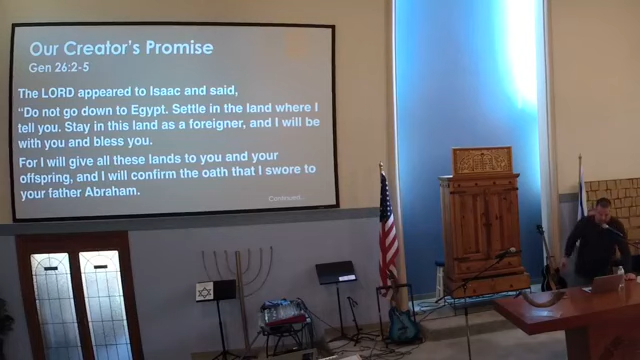 Our Creator's Promise
Gen 26:2-5
The LORD appeared to Isaac and said,
“Do not go down to Egypt. Settle in the land where I
tell you. Stay in this land as a foreigner, and I will be
with you and bless you.
For I will give all these lands to you and your
offspring, and I will confirm the oath that I swore to
your father Abraham.
Continued...